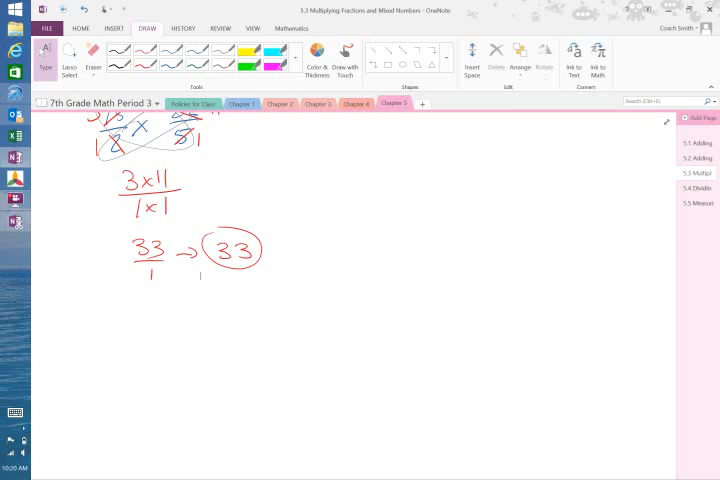 5.3 Multiplying Fractions and Mixed Numbers - OneNote
Coach Smith
FILE HOME INSERT DRAW HISTORY REVIEW VIEW Mathematics
Type
Lasso Select
Eraser
Color & Thickness
Draw with Touch
Insert Space
Delete
Arrange
Rotate
Ink to Text
Ink to Math
Tools Shapes Edit Convert
7th Grade Math Period 3 Policies for Class Chapter 1 Chapter 2 Chapter 3 Chapter 4 Chapter 5 +
Search (Ctrl+E)
Add Page
5.1 Adding
5.2 Adding
5.3 Multipl
5.4 Dividin
5.5 Measuri
x
1 2 5 1
3 x 11
1 x 1
33 → 33
1
10:20 AM